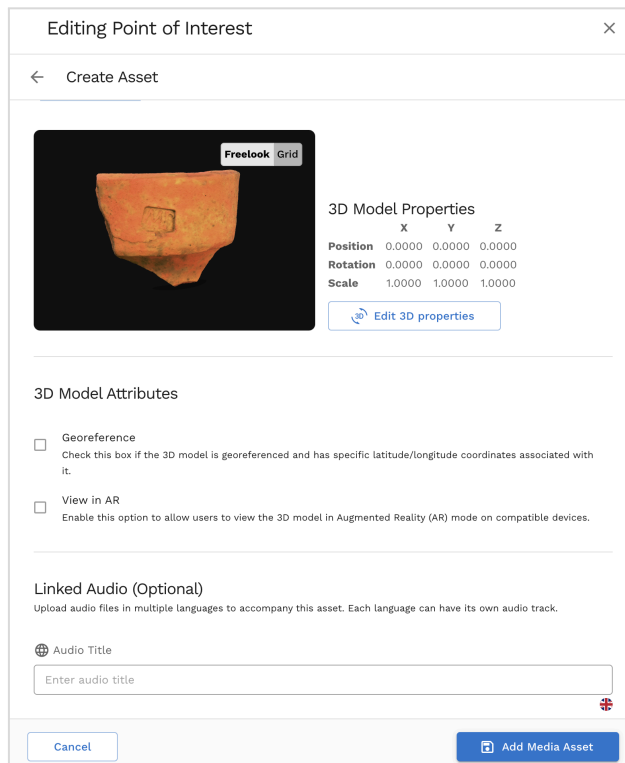 Editing Point of Interest
Create Asset
Freelook Grid
3D Model Properties
X Y Z
Position 0.0000 0.0000 0.0000
Rotation 0.0000 0.0000 0.0000
Scale 1.0000 1.0000 1.0000
3D Edit 3D properties
3D Model Attributes
Georeference
Check this box if the 3D model is georeferenced and has specific latitude/longitude coordinates associated with
it.
View in AR
Enable this option to allow users to view the 3D model in Augmented Reality (AR) mode on compatible devices.
Linked Audio (Optional)
Upload audio files in multiple languages to accompany this asset. Each language can have its own audio track.
Audio Title
Enter audio title
Cancel
Add Media Asset